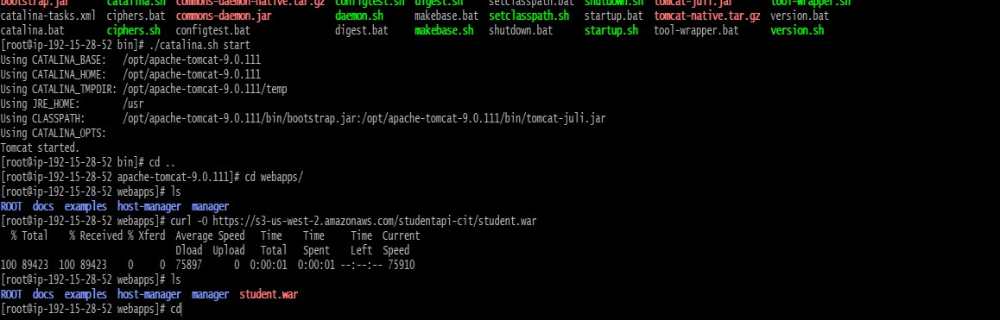 bootstrap.jar catalina.sh commons-daemon-native.tar.gz configtest.sh digest.sh setclasspath.bat shutdown.sh tomcat-juli.jar tool-wrapper.sh
catalina-tasks.xml ciphers.bat commons-daemon.jar daemon.sh makebase.bat setclasspath.sh startup.bat tomcat-native.tar.gz version.bat
catalina.bat ciphers.sh configtest.bat digest.bat makebase.sh shutdown.bat startup.sh tool-wrapper.bat version.sh
[root@ip-192-15-28-52 bin]# ./catalina.sh start
Using CATALINA_BASE: /opt/apache-tomcat-9.0.111
Using CATALINA_HOME: /opt/apache-tomcat-9.0.111
Using CATALINA_TMPDIR: /opt/apache-tomcat-9.0.111/temp
Using JRE_HOME: /usr
Using CLASSPATH: /opt/apache-tomcat-9.0.111/bin/bootstrap.jar:/opt/apache-tomcat-9.0.111/bin/tomcat-juli.jar
Using CATALINA_OPTS:
Tomcat started.
[root@ip-192-15-28-52 bin]# cd ..
[root@ip-192-15-28-52 apache-tomcat-9.0.111]# cd webapps/
[root@ip-192-15-28-52 webapps]# ls
ROOT docs examples host-manager manager
[root@ip-192-15-28-52 webapps]# curl -O https://s3-us-west-2.amazonaws.com/studentapi-cit/student.war
% Total % Received % Xferd Average Speed Time Time Time Current
Dload Upload Total Spent Left Speed
100 89423 100 89423 0 0 75897 0 0:00:01 0:00:01 --:--:-- 75910
[root@ip-192-15-28-52 webapps]# ls
ROOT docs examples host-manager manager student.war
[root@ip-192-15-28-52 webapps]# cd